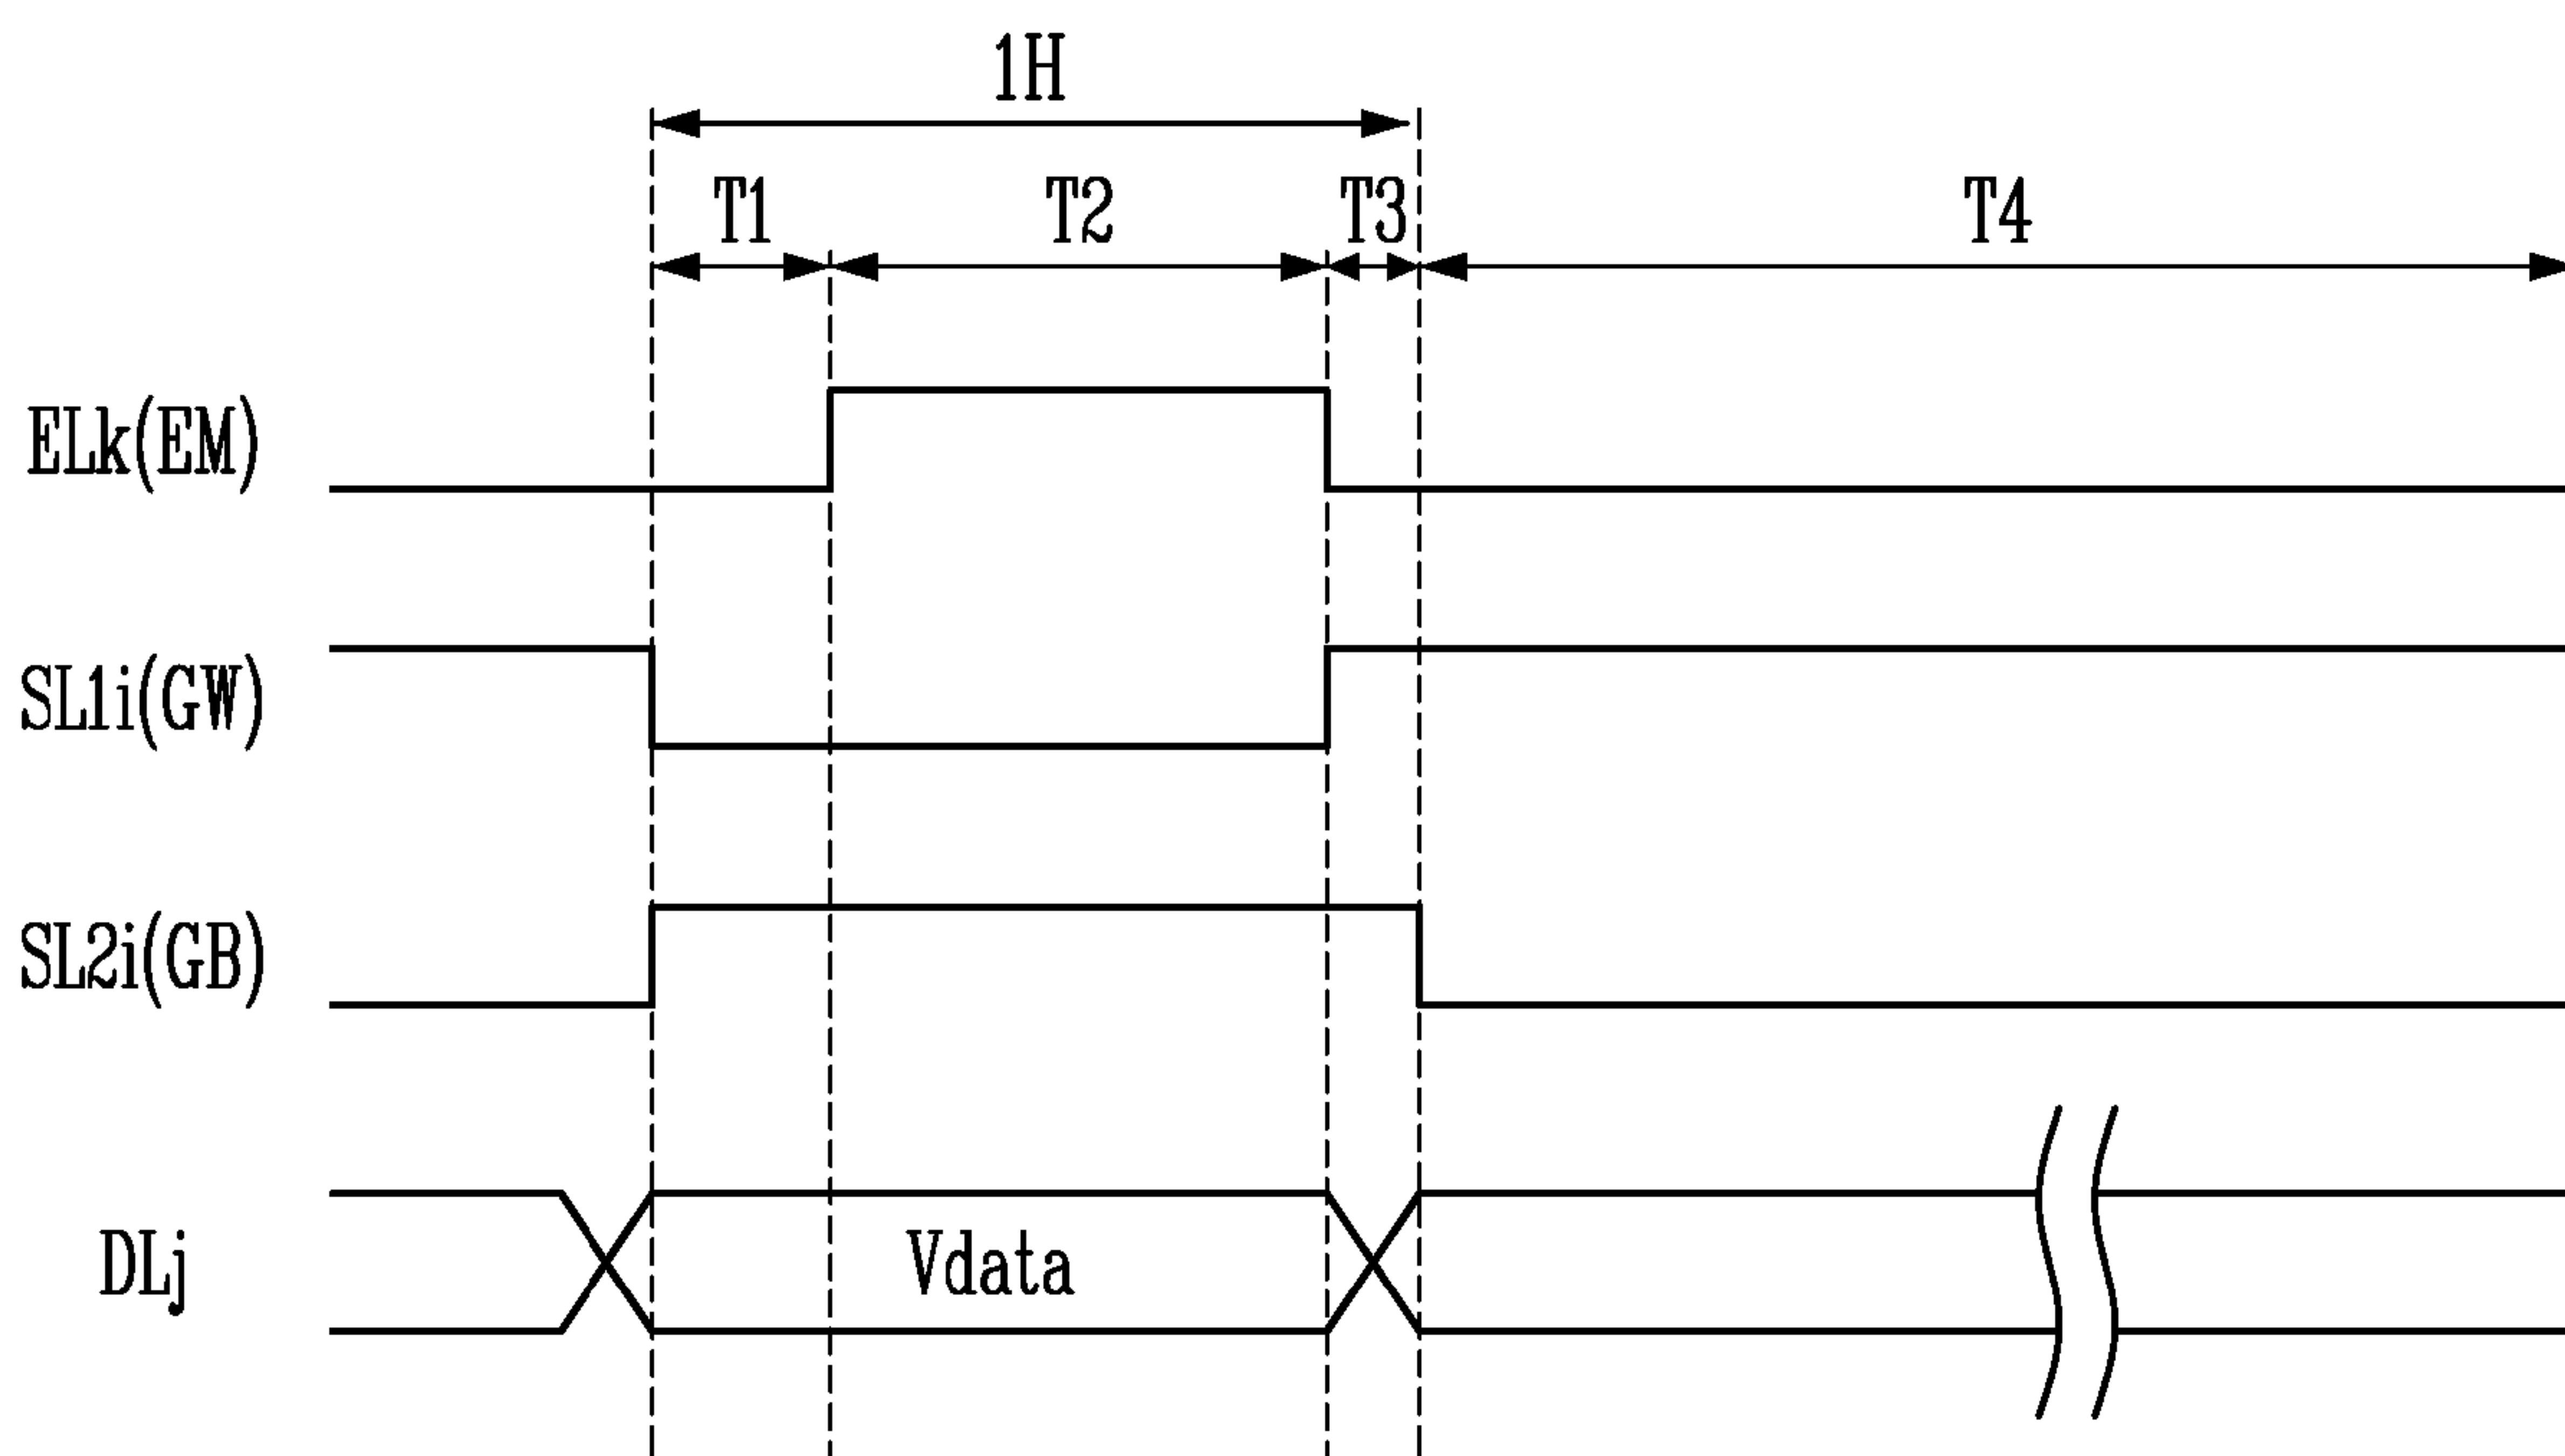 1H
T1 T2 T3 T4
ELk(EM)
SL1i(GW)
SL2i(GB)
DLj Vdata